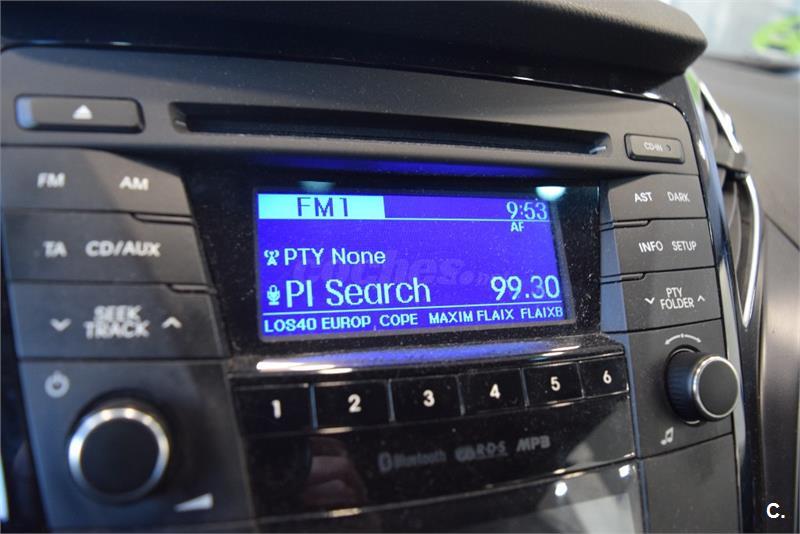 CD-IN
FM AM
AST DARK
FM1 9:53
AF
TA CD/AUX
INFO SETUP
PTY None
coches.net
PI Search 99.30
PTY
FOLDER
SEEK
TRACK
LOS40 EUROP COPE MAXIM FLAIX FLAIXB
1 2 3 4 5 6
Bluetooth R·D·S MP3
C.